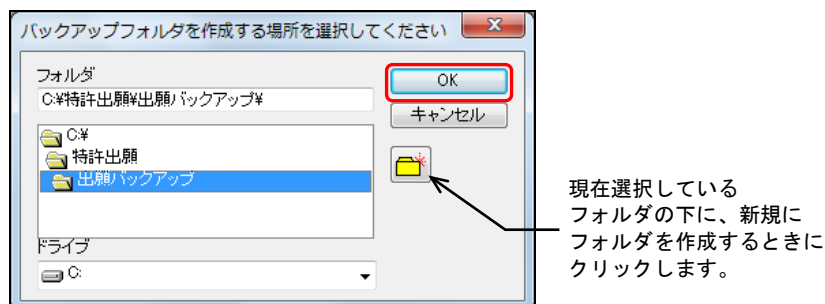 バックアップフォルダを作成する場所を選択してください
フォルダ
C:¥特許出願¥出願バックアップ¥
OK
キャンセル
C:¥
特許出願
出願バックアップ
現在選択している
フォルダの下に、新規に
フォルダを作成するときに
クリックします。
ドライブ
C: